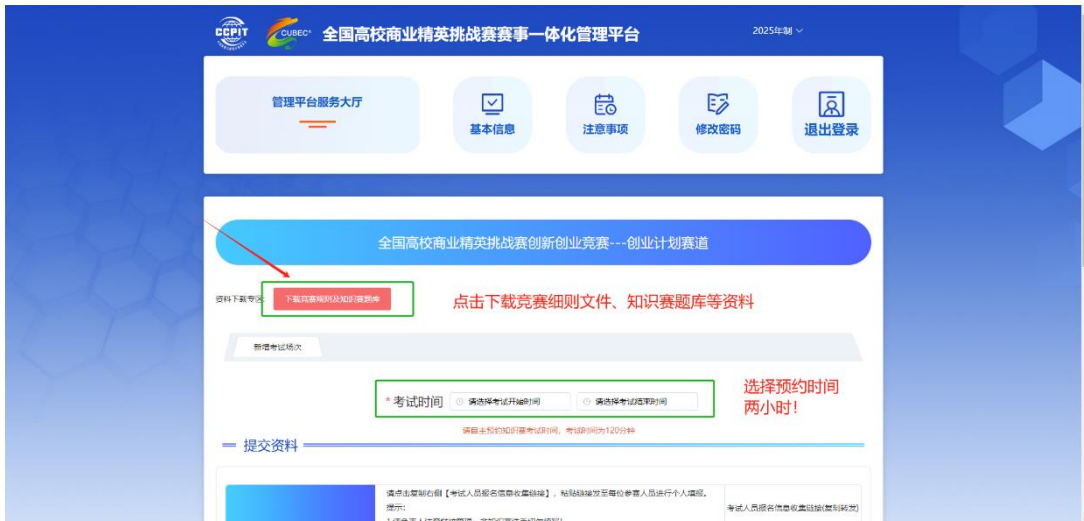 CCPIT
CUBEC
全国高校商业精英挑战赛赛事一体化管理平台
2025年制
管理平台服务大厅
基本信息
注意事项
修改密码
退出登录
全国高校商业精英挑战赛创新创业竞赛---创业计划赛道
资料下载专区:
下载竞赛细则及知识赛题库
点击下载竞赛细则文件、知识赛题库等资料
新增考试场次
*考试时间
请选择考试开始时间
请选择考试结束时间
选择预约时间
两小时!
请自主预约知识赛考试时间,考试时间为120分钟
提交资料
请点击复制右侧【考试人员报名信息收集链接】,粘贴链接发至每位参赛人员进行个人填报。
提示:
考试人员报名信息收集链接(复制转发)